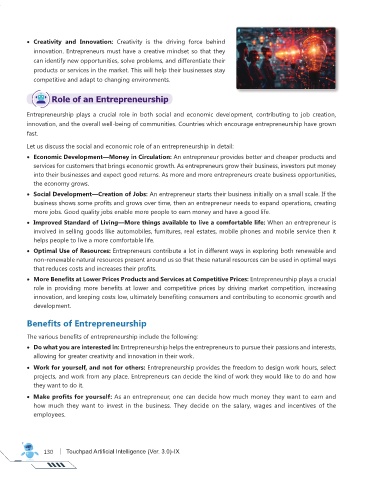 • Creativity and Innovation: Creativity is the driving force behind
innovation. Entrepreneurs must have a creative mindset so that they
can identify new opportunities, solve problems, and differentiate their
products or services in the market. This will help their businesses stay
competitive and adapt to changing environments.
Role of an Entrepreneurship
Entrepreneurship plays a crucial role in both social and economic development, contributing to job creation,
innovation, and the overall well-being of communities. Countries which encourage entrepreneurship have grown
fast.
Let us discuss the social and economic role of an entrepreneurship in detail:
• Economic Development—Money in Circulation: An entrepreneur provides better and cheaper products and
services for customers that brings economic growth. As entrepreneurs grow their business, investors put money
into their businesses and expect good returns. As more and more entrepreneurs create business opportunities,
the economy grows.
• Social Development—Creation of Jobs: An entrepreneur starts their business initially on a small scale. If the
business shows some profits and grows over time, then an entrepreneur needs to expand operations, creating
more jobs. Good quality jobs enable more people to earn money and have a good life.
• Improved Standard of Living—More things available to live a comfortable life: When an entrepreneur is
involved in selling goods like automobiles, furnitures, real estates, mobile phones and mobile service then it
helps people to live a more comfortable life.
• Optimal Use of Resources: Entrepreneurs contribute a lot in different ways in exploring both renewable and
non-renewable natural resources present around us so that these natural resources can be used in optimal ways
that reduces costs and increases their profits.
• More Benefits at Lower Prices Products and Services at Competitive Prices: Entrepreneurship plays a crucial
role in providing more benefits at lower and competitive prices by driving market competition, increasing
innovation, and keeping costs low, ultimately benefiting consumers and contributing to economic growth and
development.
Benefits of Entrepreneurship
The various benefits of entrepreneurship include the following:
• Do what you are interested in: Entrepreneurship helps the entrepreneurs to pursue their passions and interests,
allowing for greater creativity and innovation in their work.
• Work for yourself, and not for others: Entrepreneurship provides the freedom to design work hours, select
projects, and work from any place. Entrepreneurs can decide the kind of work they would like to do and how
they want to do it.
• Make profits for yourself: As an entrepreneur, one can decide how much money they want to earn and
how much they want to invest in the business. They decide on the salary, wages and incentives of the
employees.
130 | Touchpad Artificial Intelligence (Ver. 3.0)-IX